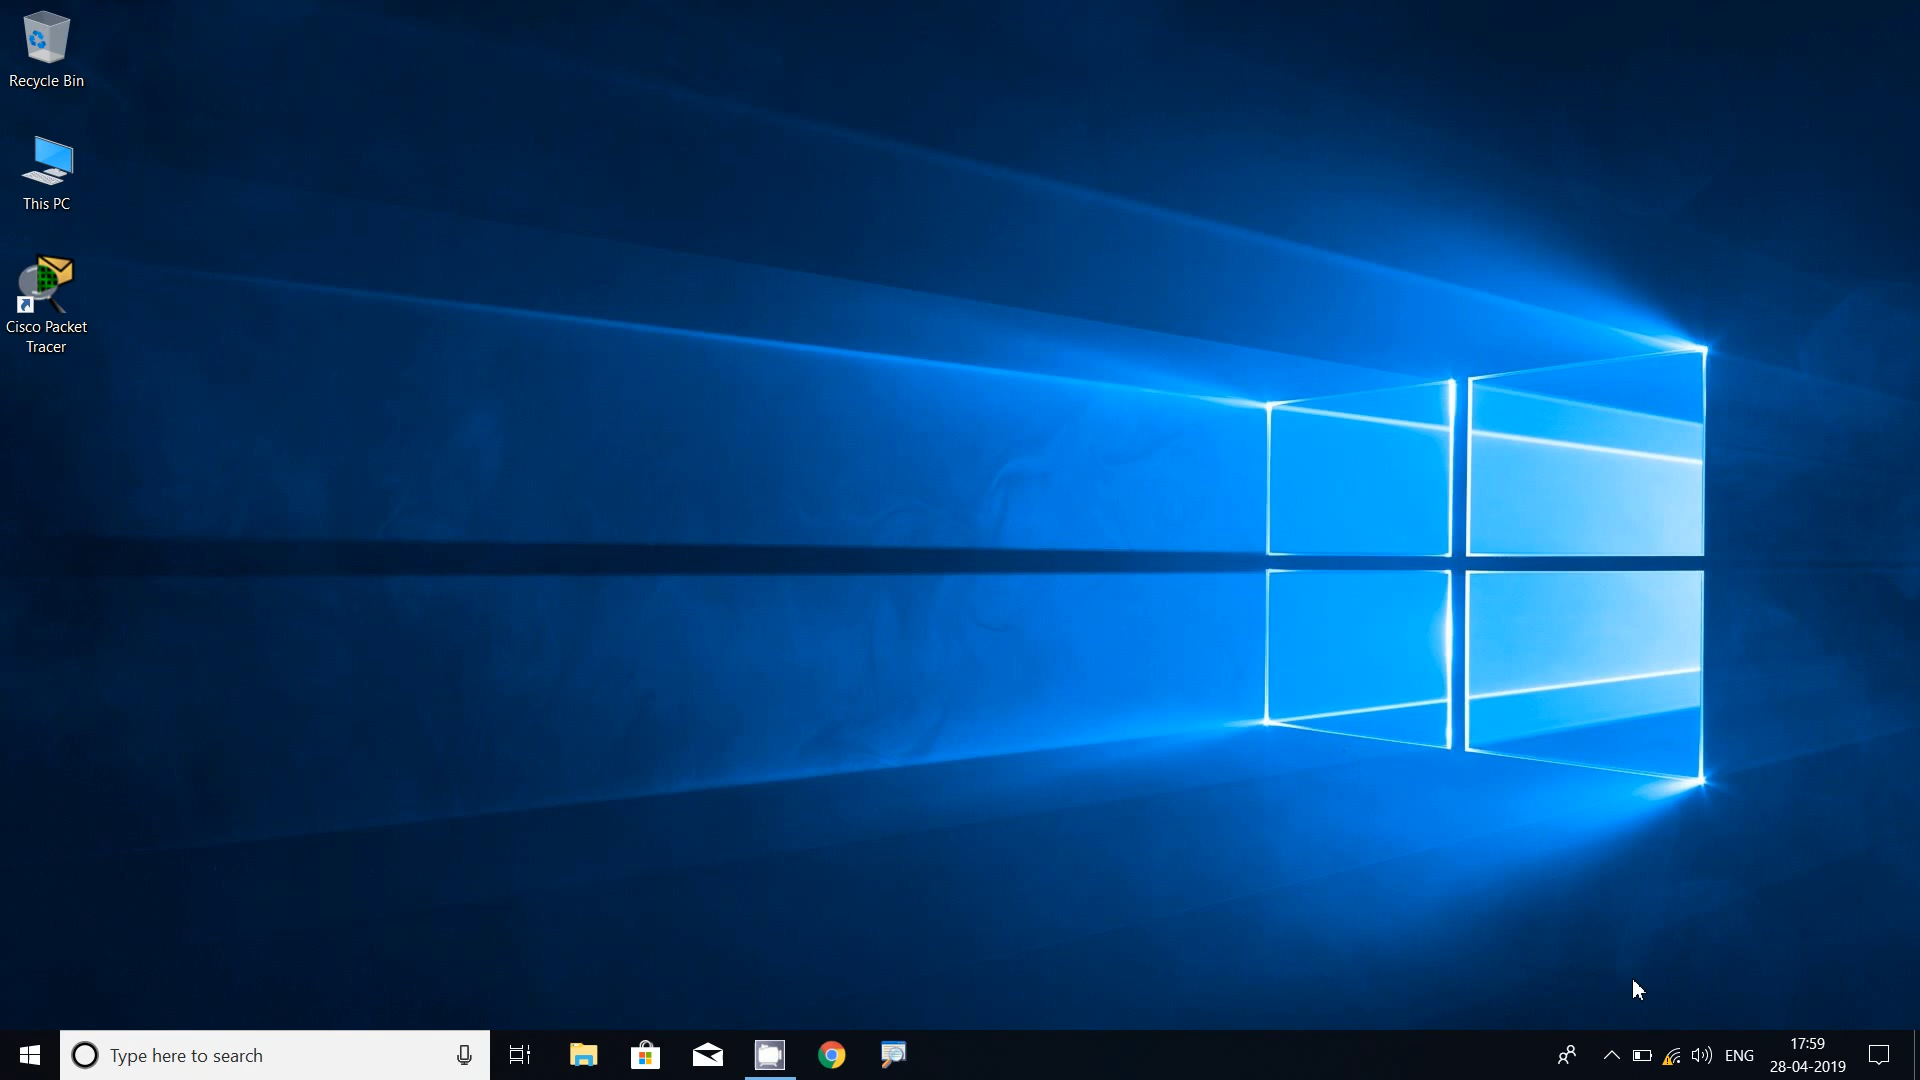 Recycle Bin
This PC
Cisco Packet
Tracer
Type here to search
ENG
17:59
28-04-2019